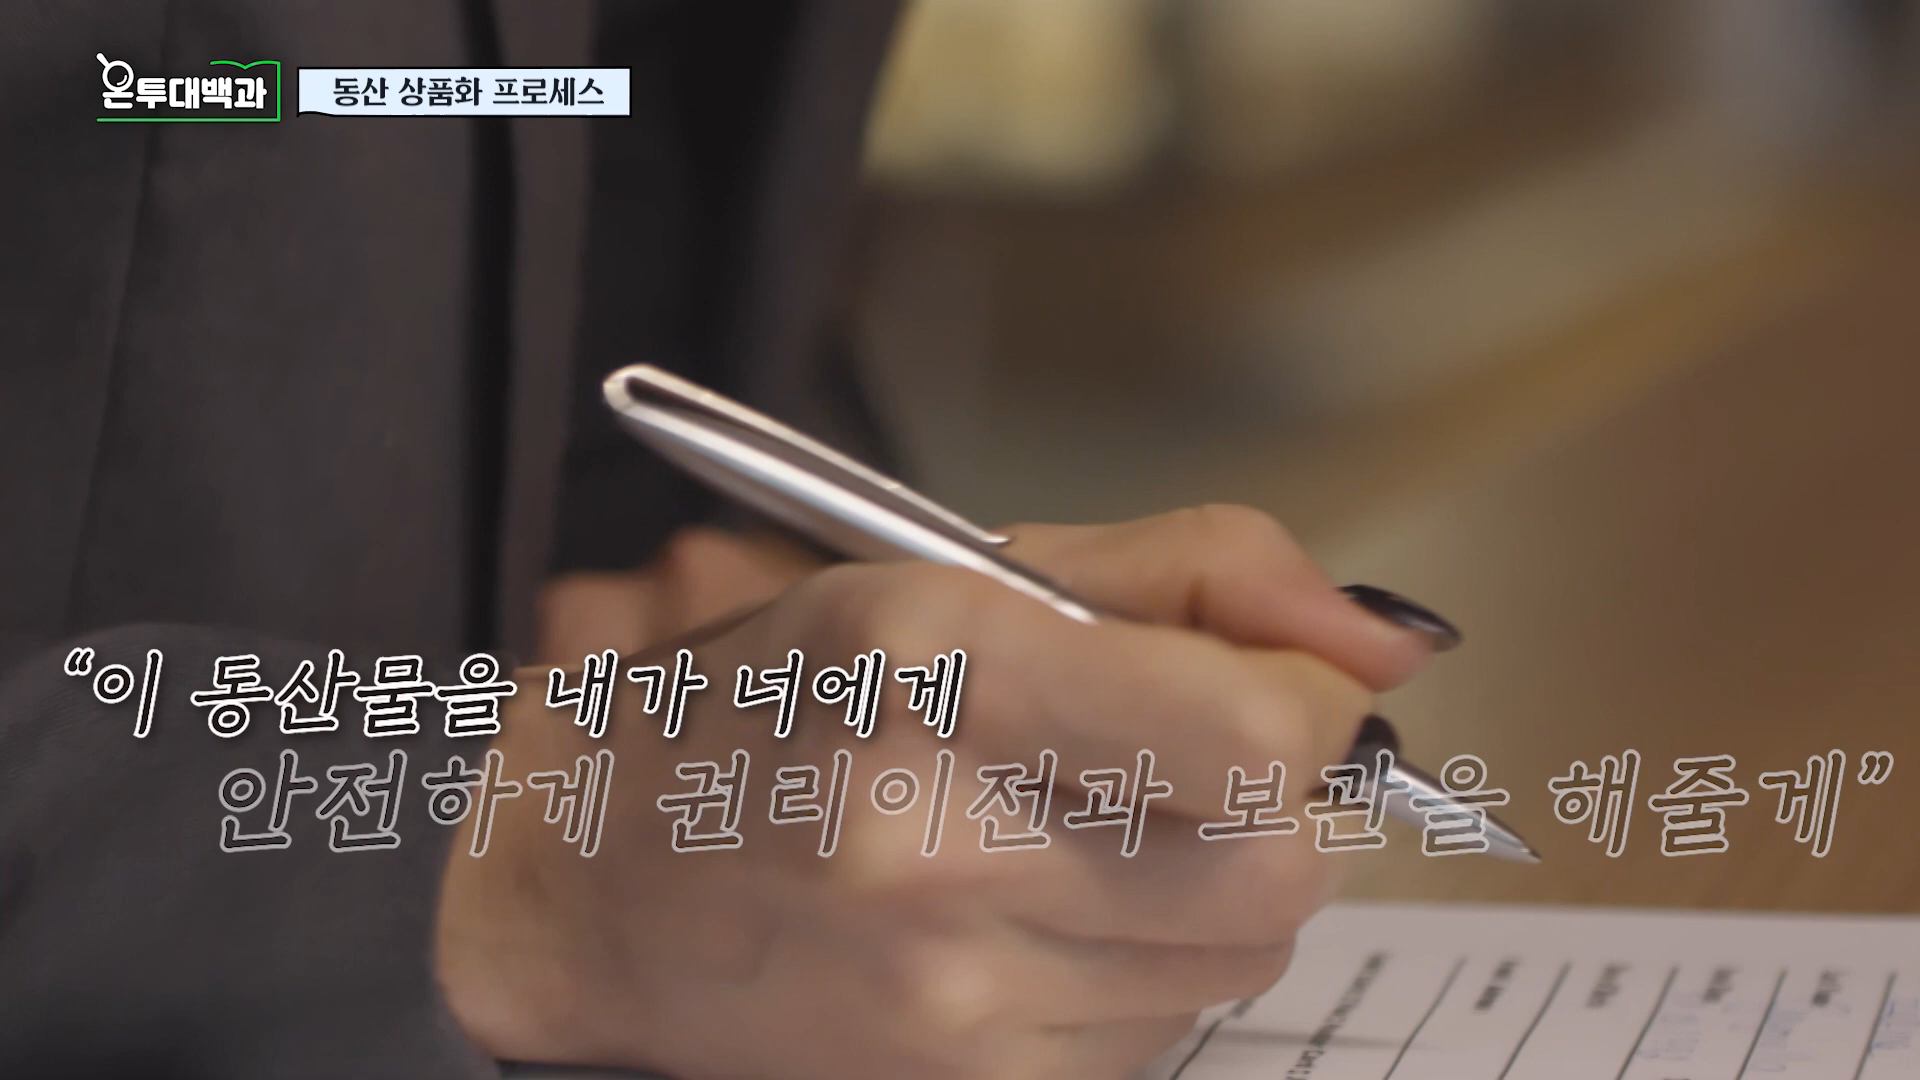 온투대백과
동산 상품화 프로세스
“이 동산물을 내가 너에게
안전하게 권리이전과 보관을 해줄게”